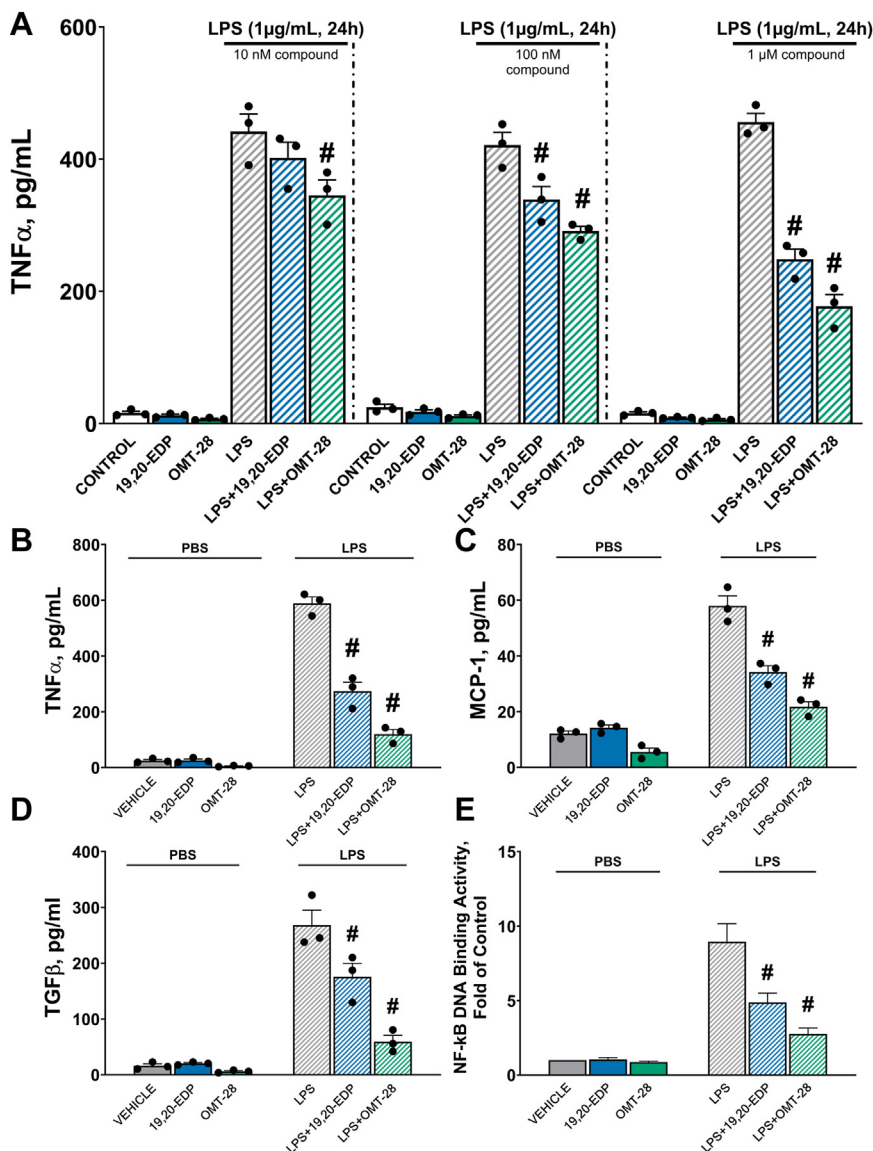 A
LPS (1µg/mL, 24h) LPS (1µg/mL, 24h) LPS (1µg/mL, 24h)
10 nM compound 100 nM 1 µM compound
compound
TNFα, pg/mL
600
400
200
0
# # # # #
CONTROL 19,20-EDP OMT-28 LPS LPS+19,20-EDP LPS+OMT-28 CONTROL 19,20-EDP OMT-28 LPS LPS+19,20-EDP LPS+OMT-28 CONTROL 19,20-EDP OMT-28 LPS LPS+19,20-EDP LPS+OMT-28
B
TNFα, pg/mL
800
600
400
200
0
PBS LPS
# #
VEHICLE 19,20-EDP OMT-28 LPS LPS+19,20-EDP LPS+OMT-28
C
MCP-1, pg/mL
80
60
40
20
0
PBS LPS
# #
VEHICLE 19,20-EDP OMT-28 LPS LPS+19,20-EDP LPS+OMT-28
D
TGFβ, pg/ml
400
300
200
100
0
PBS LPS
# #
VEHICLE 19,20-EDP OMT-28 LPS LPS+19,20-EDP LPS+OMT-28
E
NF-kB DNA Binding Activity,
Fold of Control
15
10
5
0
PBS LPS
# #
VEHICLE 19,20-EDP OMT-28 LPS LPS+19,20-EDP LPS+OMT-28